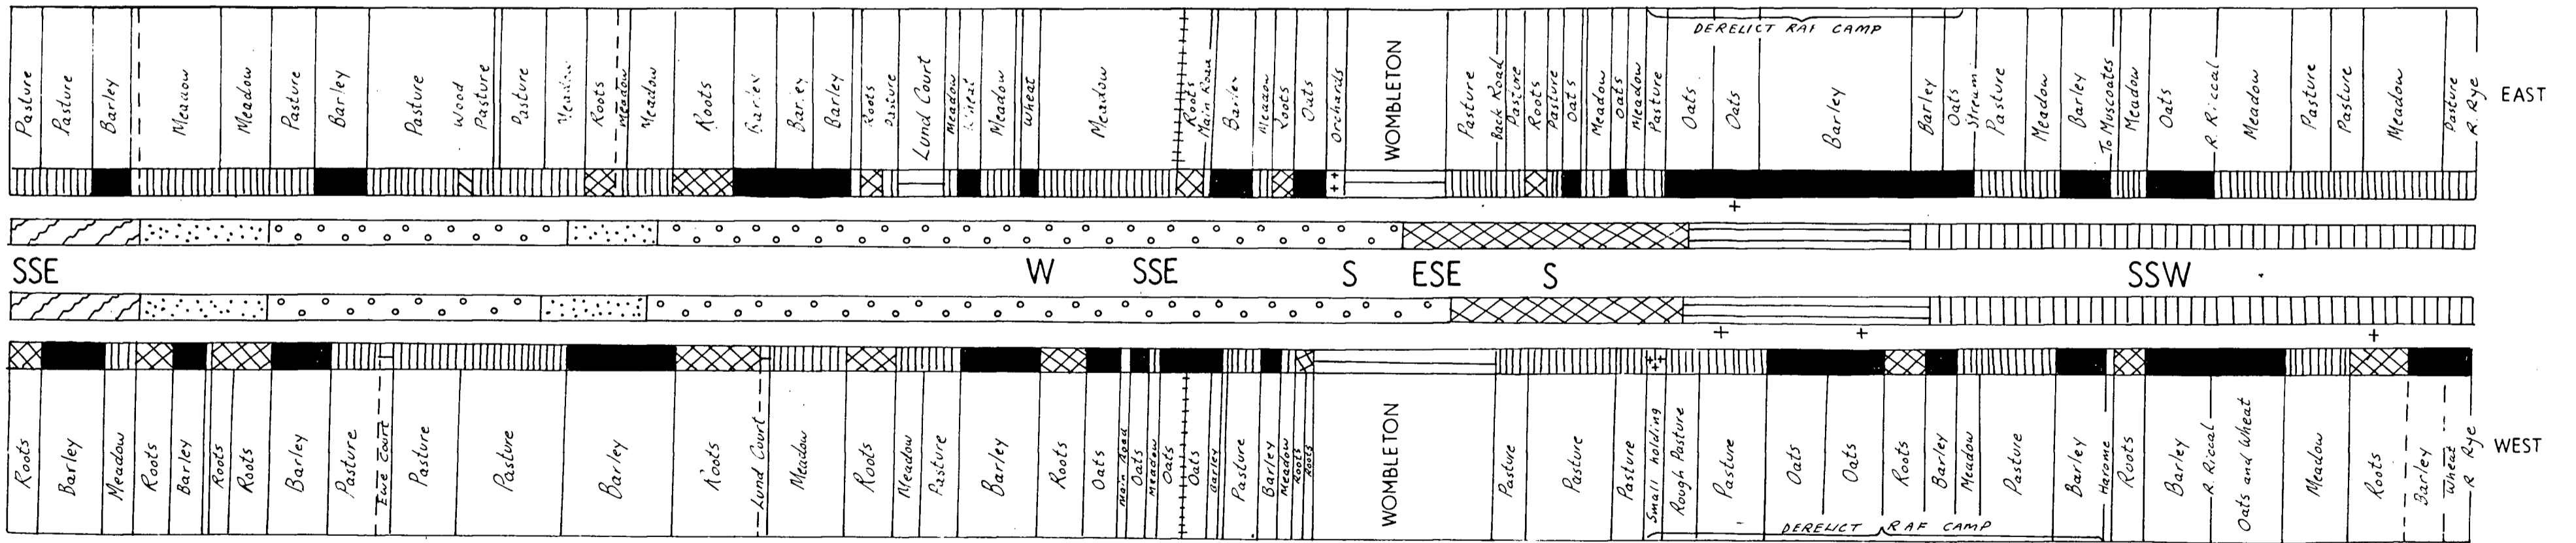 DERELICT RAF CAMP
Pasture
Pasture
Barley
Meadow
Meadow
Pasture
Barley
Pasture
Wood
Pasture
Pasture
Roots
Meadow
Meadow
Roots
Barley
Barley
Barley
Roots
Pasture
Lund Court
Meadow
Wheat
Meadow
Wheat
Meadow
Roots
Main Road
Barley
Meadow
Roots
Oats
Orchards
WOMBLETON
Pasture
Back Road
Pasture
Roots
Pasture
Oats
Meadow
Oats
Meadow
Pasture
Oats
Oats
Barley
Barley
Oats
Stream
Pasture
Meadow
Barley
To Muscoates
Meadow
Oats
R. Riccal
Meadow
Pasture
Pasture
Meadow
Pasture
R. Rye
EAST
SSE W SSE S ESE S SSW
Roots
Barley
Meadow
Roots
Barley
Roots
Roots
Barley
Pasture
Ewe Court
Pasture
Pasture
Barley
Roots
Lund Court
Meadow
Roots
Meadow
Pasture
Barley
Roots
Oats
Main Road
Oats
Meadow
Oats
Oats
Barley
Pasture
Barley
Meadow
Roots
Roots
WOMBLETON
Pasture
Pasture
Pasture
Small holding
Rough Pasture
Pasture
Oats
Oats
Roots
Barley
Meadow
Pasture
Barley
Harome
Roots
Barley
R. Riccal
Oats and Wheat
Meadow
Roots
Barley
Wheat
R Rye
WEST
DERELICT RAF CAMP